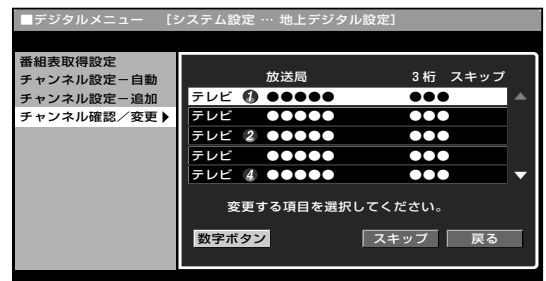 ■デジタルメニュー [システム設定 … 地上デジタル設定]
番組表取得設定
チャンネル設定－自動
チャンネル設定－追加
チャンネル確認／変更▶
放送局 3桁 スキップ
テレビ ❶ ●●●●● ●●● ▲
テレビ ●●●●● ●●●
テレビ ❷ ●●●●● ●●●
テレビ ●●●●● ●●●
テレビ ❹ ●●●●● ●●● ▼
変更する項目を選択してください。
数字ボタン スキップ 戻る